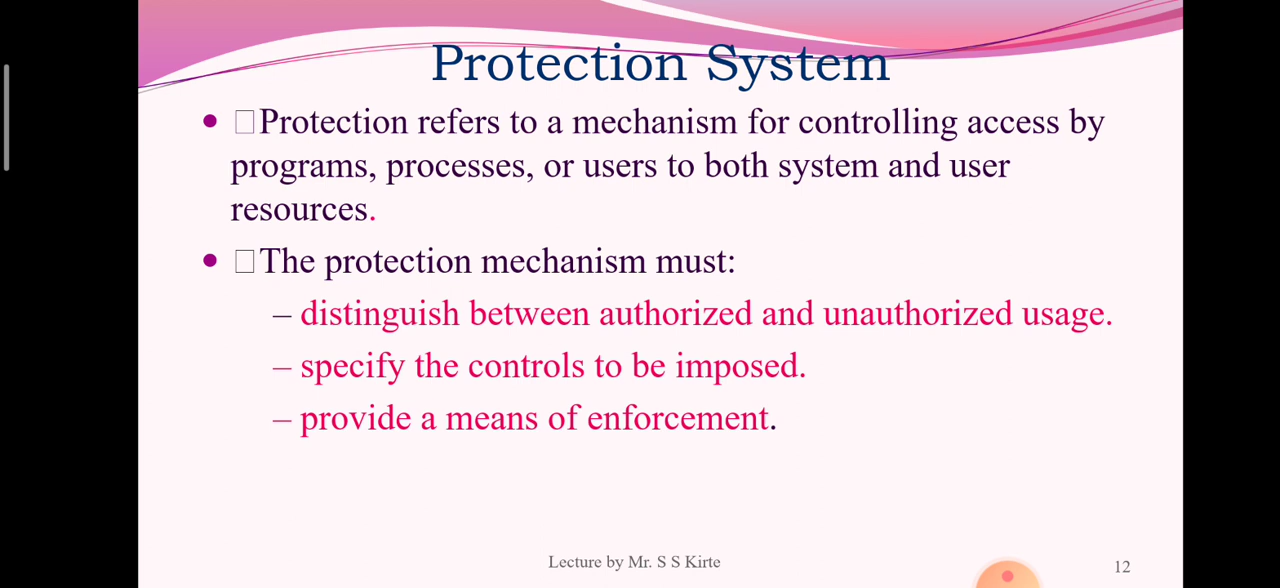 Protection System
Protection refers to a mechanism for controlling access by
programs, processes, or users to both system and user
resources.
The protection mechanism must:
– distinguish between authorized and unauthorized usage.
– specify the controls to be imposed.
– provide a means of enforcement.
Lecture by Mr. S S Kirte
12